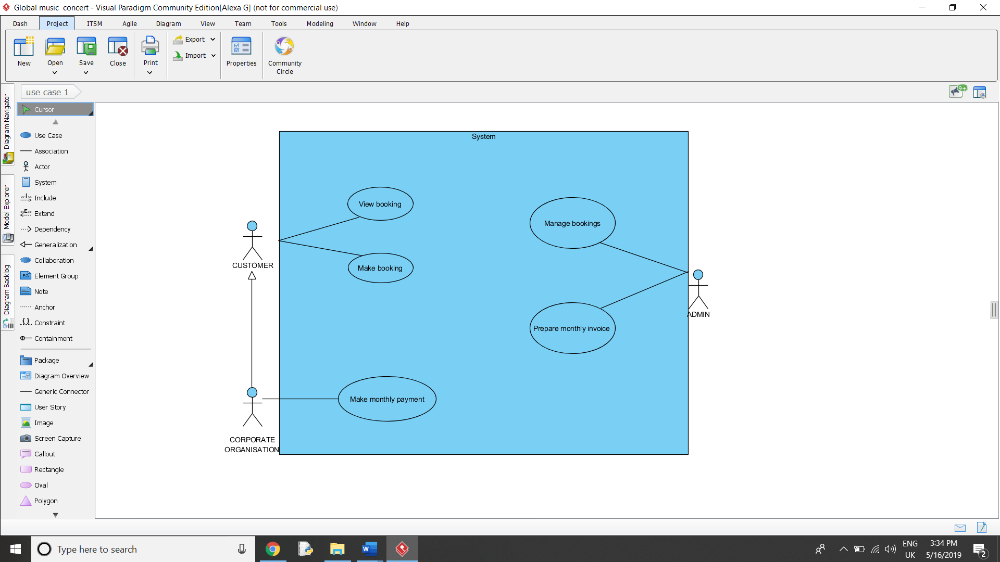 Global music  concert - Visual Paradigm Community Edition[Alexa G] (not for commercial use)
Dash Project ITSM Agile Diagram View Team Tools Modeling Window Help
New Open Save Close Print Export Import Properties Community Circle
use case 1
9+
Diagram Navigator
Model Explorer
Diagram Backlog
Cursor
Use Case
Association
Actor
System
Include
Extend
Dependency
Generalization
Collaboration
EG Element Group
Note
Anchor
Constraint
Containment
Package
Diagram Overview
Generic Connector
User Story
Image
Screen Capture
Callout
Rectangle
Oval
Polygon
System
View booking
Manage bookings
CUSTOMER
Make booking
ADMIN
Prepare monthly invoice
Make monthly payment
CORPORATE
ORGANISATION
Type here to search
ENG
UK
3:34 PM
5/16/2019
2